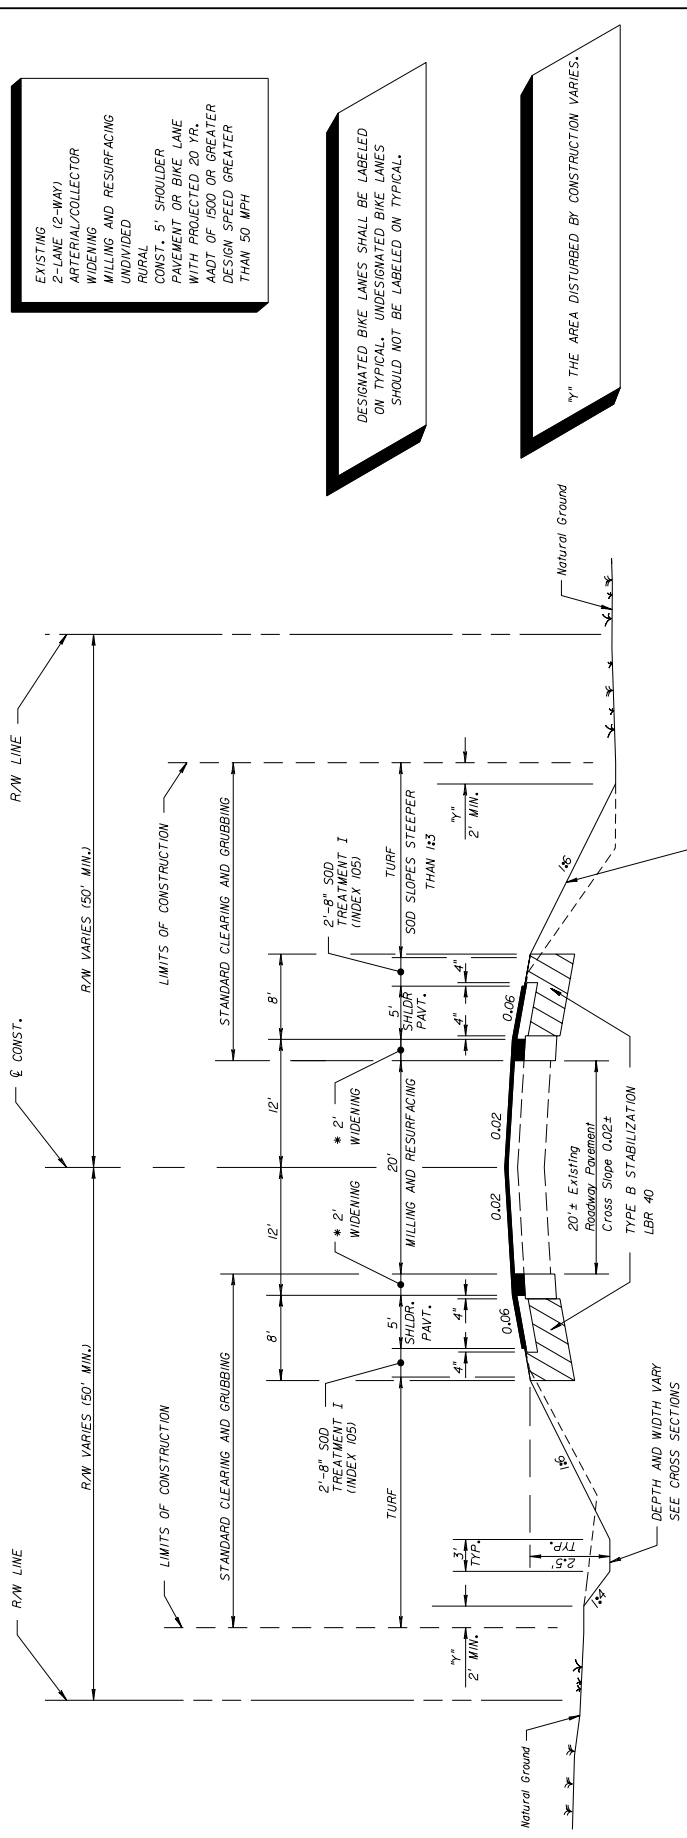 EXISTING
2-LANE (2-WAY)
ARTERIAL/COLLECTOR
WIDENING
MILLING AND RESURFACING
UNDIVIDED
RURAL
CONST. 5' SHOULDER
PAVEMENT OR BIKE LANE
WITH PROJECTED 20 YR.
AADT OF 1500 OR GREATER
DESIGN SPEED GREATER
THAN 50 MPH
DESIGNATED BIKE LANES SHALL BE LABELED
ON TYPICAL. UNDESIGNATED BIKE LANES
SHOULD NOT BE LABELED ON TYPICAL.
"Y" THE AREA DISTURBED BY CONSTRUCTION VARIES.
R/W LINE
℄ CONST.
R/W LINE
R/W VARIES (50' MIN.)
R/W VARIES (50' MIN.)
LIMITS OF CONSTRUCTION
LIMITS OF CONSTRUCTION
STANDARD CLEARING AND GRUBBING
STANDARD CLEARING AND GRUBBING
8'
12'
12'
8'
2'-8" SOD
TREATMENT I
(INDEX 105)
* 2'
WIDENING
* 2'
WIDENING
2'-8" SOD
TREATMENT I
(INDEX 105)
TURF
5'
SHLDR.
PAVT.
20'
MILLING AND RESURFACING
5'
SHLDR
PAVT.
TURF
SOD SLOPES STEEPER
THAN 1:3
"Y"
2' MIN.
3'
TYP.
4"
4"
4"
4"
"Y"
2' MIN.
0.06
0.02
0.02
0.06
Natural Ground
1:4
2.5'
TYP.
1:6
1:6
Natural Ground
20'± Existing
Roadway Pavement
Cross Slope 0.02±
TYPE B STABILIZATION
LBR 40
DEPTH AND WIDTH VARY
SEE CROSS SECTIONS